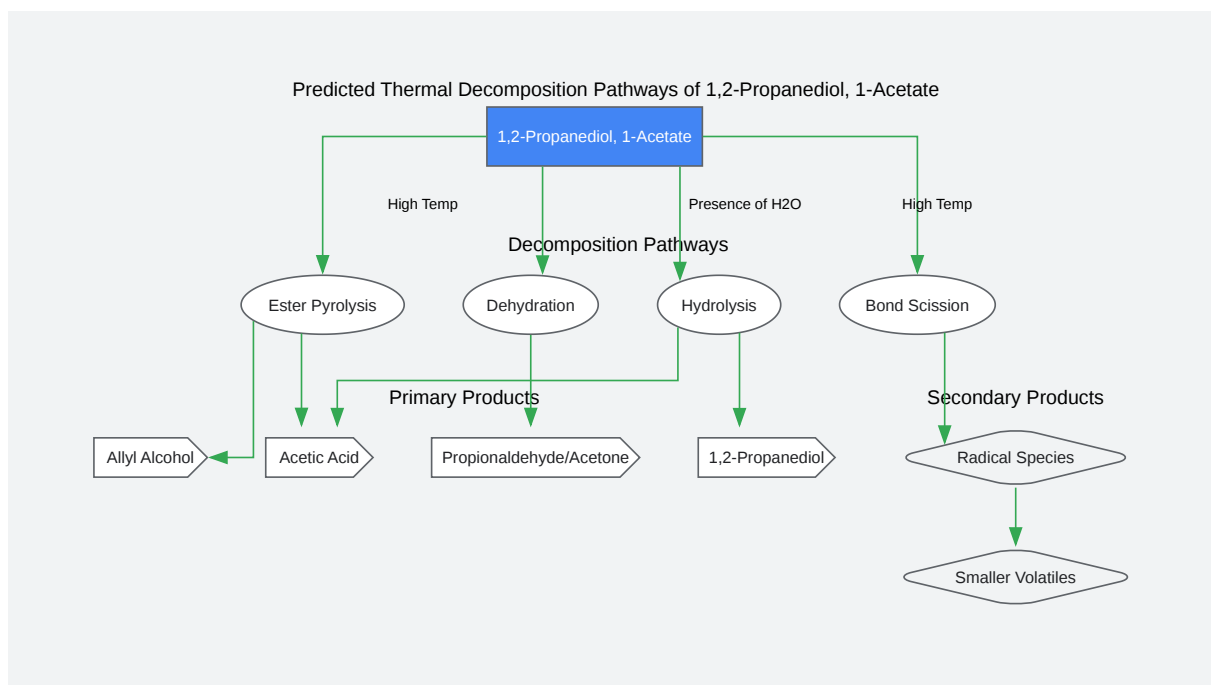 Predicted Thermal Decomposition Pathways of 1,2-Propanediol, 1-Acetate
1,2-Propanediol, 1-Acetate
High Temp
Presence of H2O
High Temp
Decomposition Pathways
Ester Pyrolysis
Dehydration
Hydrolysis
Bond Scission
Primary Products
Secondary Products
Allyl Alcohol
Acetic Acid
Propionaldehyde/Acetone
1,2-Propanediol
Radical Species
Smaller Volatiles